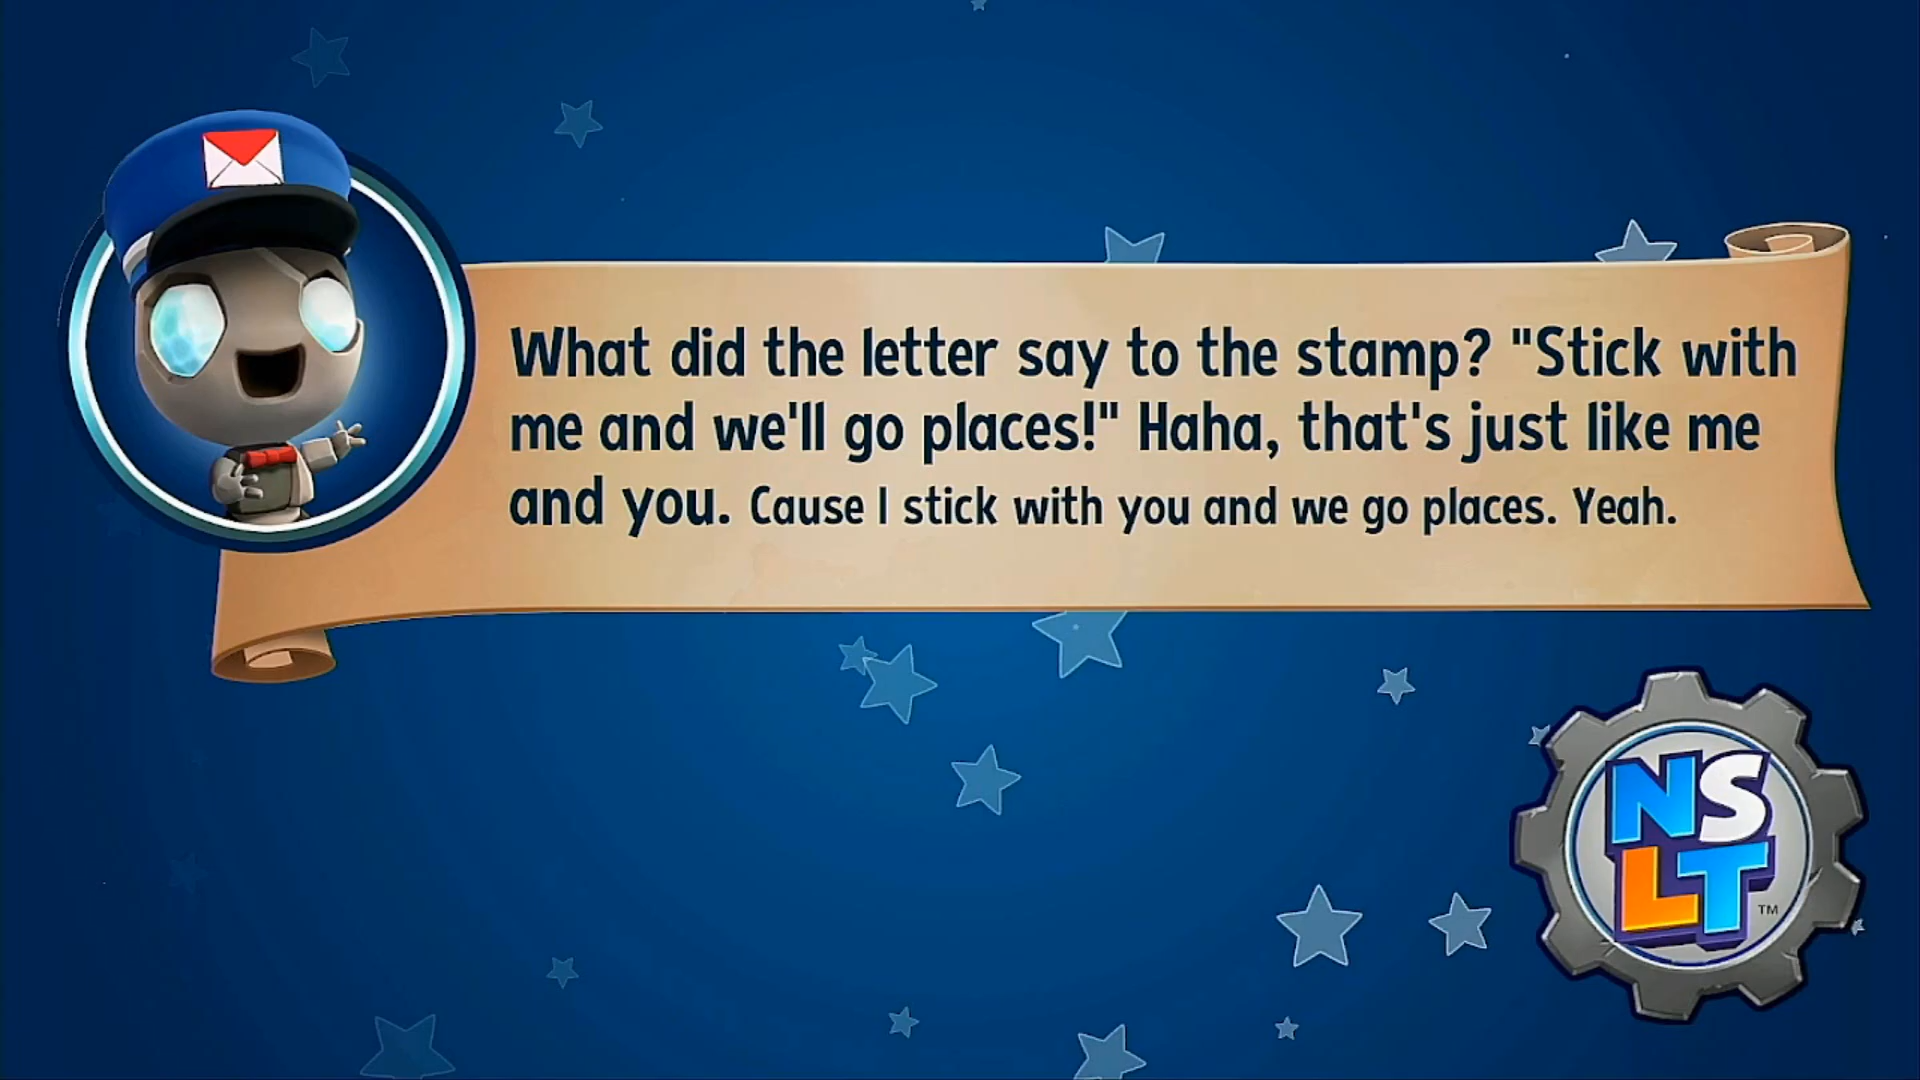 What did the letter say to the stamp? "Stick with
me and we'll go places!" Haha, that's just like me
and you. Cause I stick with you and we go places. Yeah.
NS
LT
TM